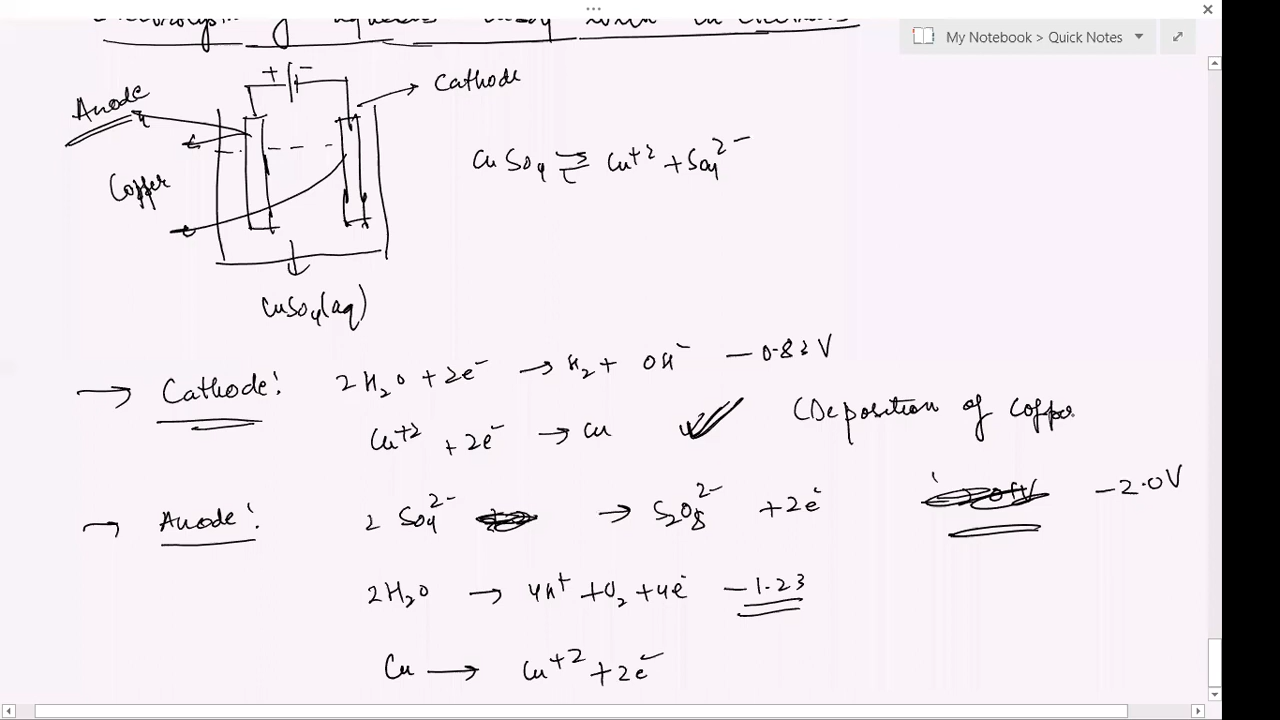 with
My Notebook > Quick Notes
+ -
Cathode
Anode
Copper
CuSO4 ⇌ Cu+2 + SO4 2-
CuSO4(aq)
→ Cathode: 2H2O + 2e- → H2 + OH- -0.83V
Cu+2 + 2e- → Cu ✓ (Deposition of Copper
→ Anode: 2 SO4 2- → S2O8 2- + 2e- -2.0V
2H2O → 4H+ + O2 + 4e- -1.23
Cu → Cu+2 + 2e-